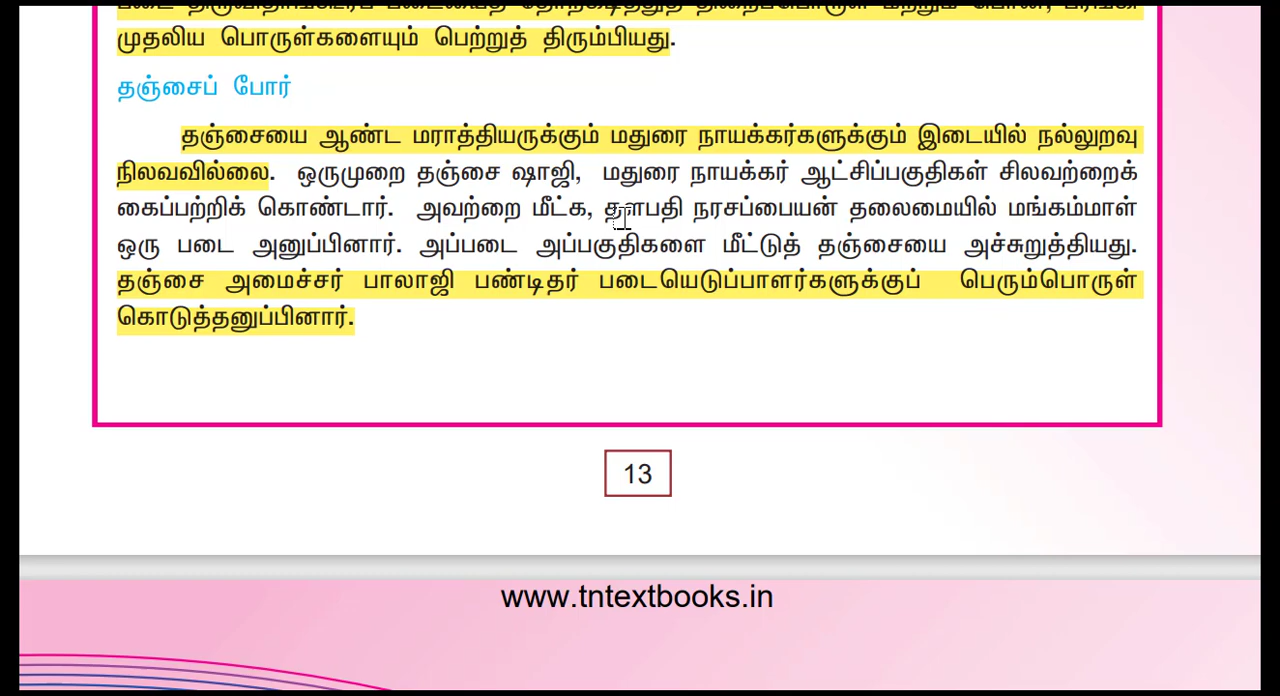 முதலிய பொருள்களையும் பெற்றுத் திரும்பியது.
தஞ்சைப் போர்
தஞ்சையை ஆண்ட மராத்தியருக்கும் மதுரை நாயக்கர்களுக்கும் இடையில் நல்லுறவு
நிலவவில்லை. ஒருமுறை தஞ்சை ஷாஜி, மதுரை நாயக்கர் ஆட்சிப்பகுதிகள் சிலவற்றைக்
கைப்பற்றிக் கொண்டார். அவற்றை மீட்க, தளபதி நரசப்பையன் தலைமையில் மங்கம்மாள்
ஒரு படை அனுப்பினார். அப்படை அப்பகுதிகளை மீட்டுத் தஞ்சையை அச்சுறுத்தியது.
தஞ்சை அமைச்சர் பாலாஜி பண்டிதர் படையெடுப்பாளர்களுக்குப் பெரும்பொருள்
கொடுத்தனுப்பினார்.
13
www.tntextbooks.in